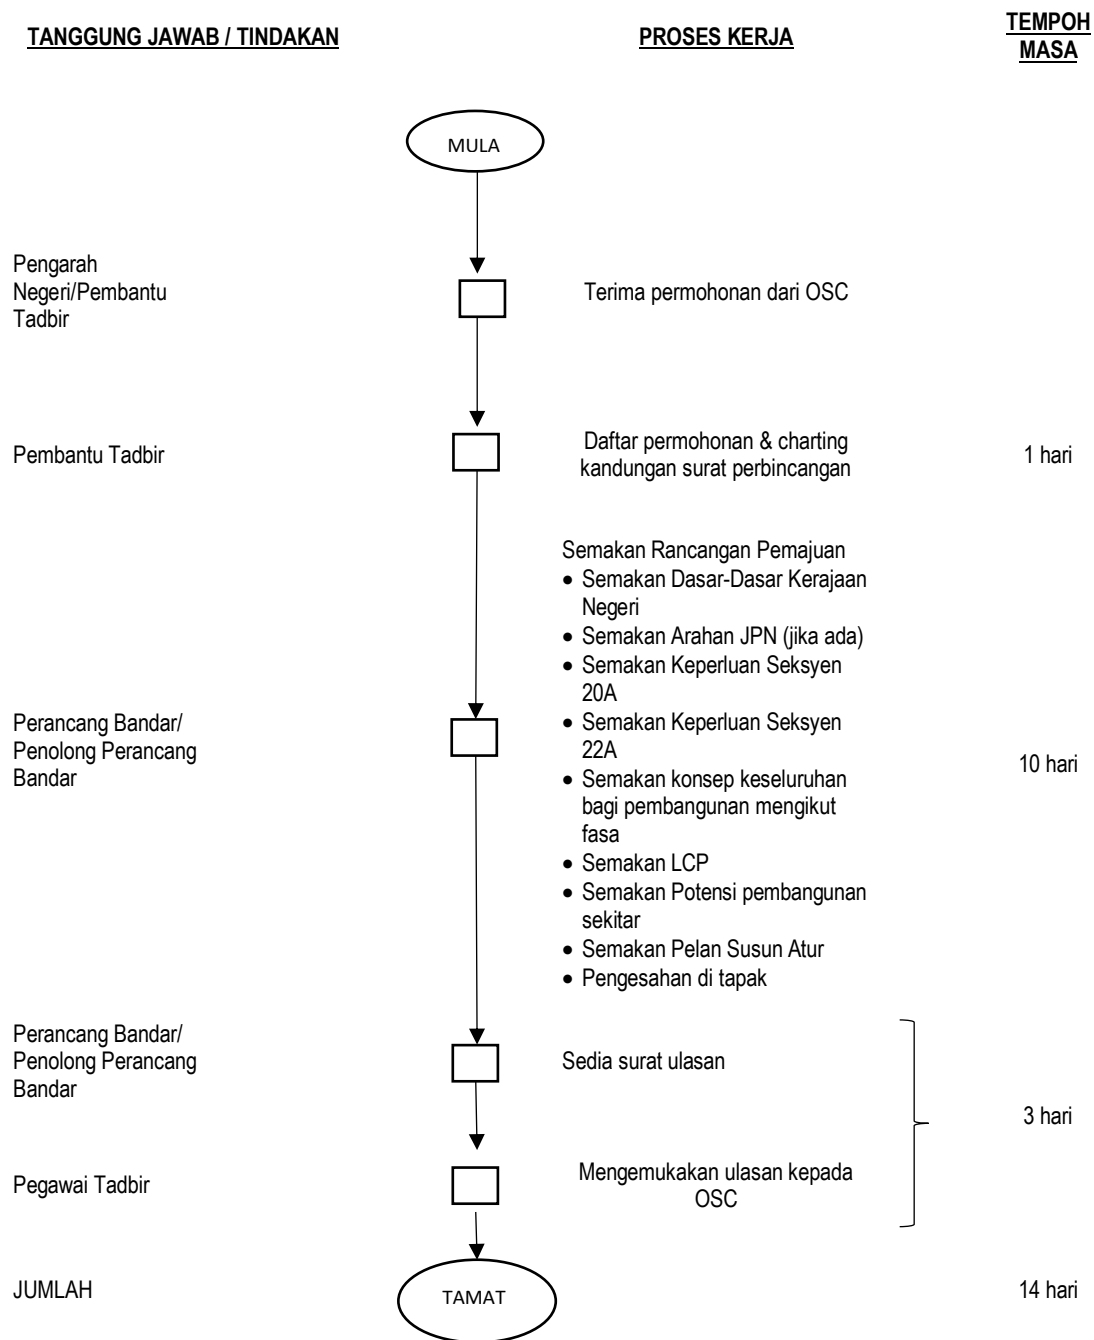 TANGGUNG JAWAB / TINDAKAN
PROSES KERJA
TEMPOH
MASA
MULA
Pengarah
Negeri/Pembantu
Tadbir
Terima permohonan dari OSC
Pembantu Tadbir
Daftar permohonan & charting
kandungan surat perbincangan
1 hari
Perancang Bandar/
Penolong Perancang
Bandar
Semakan Rancangan Pemajuan
• Semakan Dasar-Dasar Kerajaan
Negeri
• Semakan Arahan JPN (jika ada)
• Semakan Keperluan Seksyen
20A
• Semakan Keperluan Seksyen
22A
• Semakan konsep keseluruhan
bagi pembangunan mengikut
fasa
• Semakan LCP
• Semakan Potensi pembangunan
sekitar
• Semakan Pelan Susun Atur
• Pengesahan di tapak
10 hari
Perancang Bandar/
Penolong Perancang
Bandar
Sedia surat ulasan
3 hari
Pegawai Tadbir
Mengemukakan ulasan kepada
OSC
JUMLAH
TAMAT
14 hari